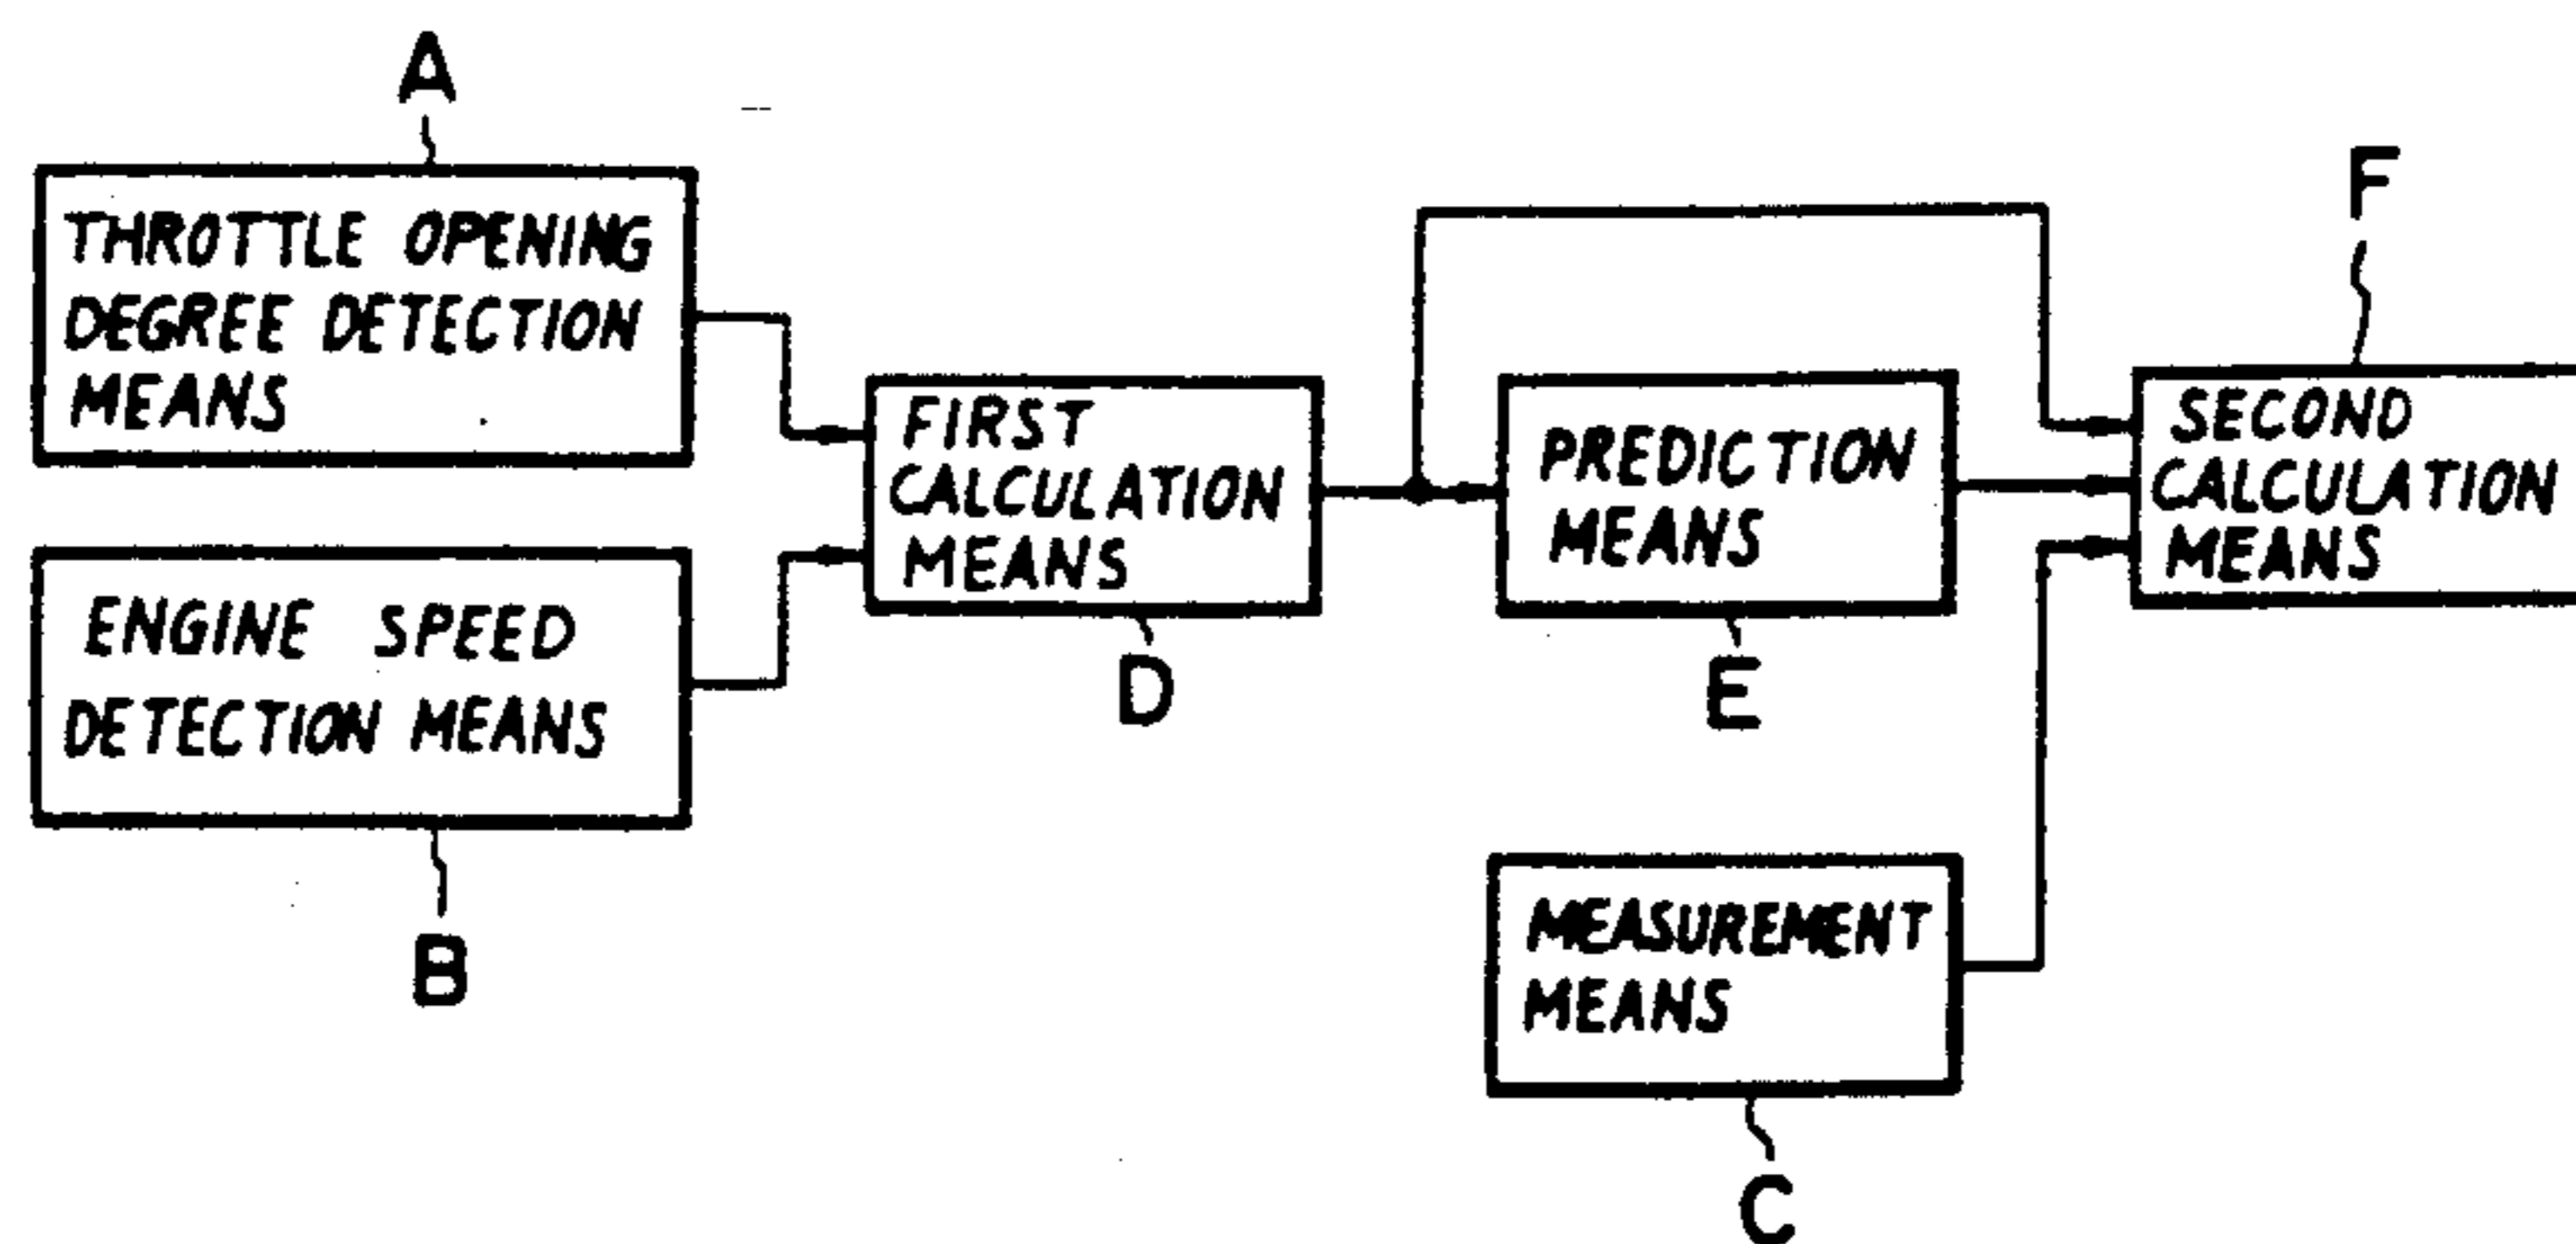 A
THROTTLE OPENING
DEGREE DETECTION
MEANS
ENGINE SPEED
DETECTION MEANS
B
FIRST
CALCULATION
MEANS
D
PREDICTION
MEANS
E
MEASUREMENT
MEANS
C
F
SECOND
CALCULATION
MEANS